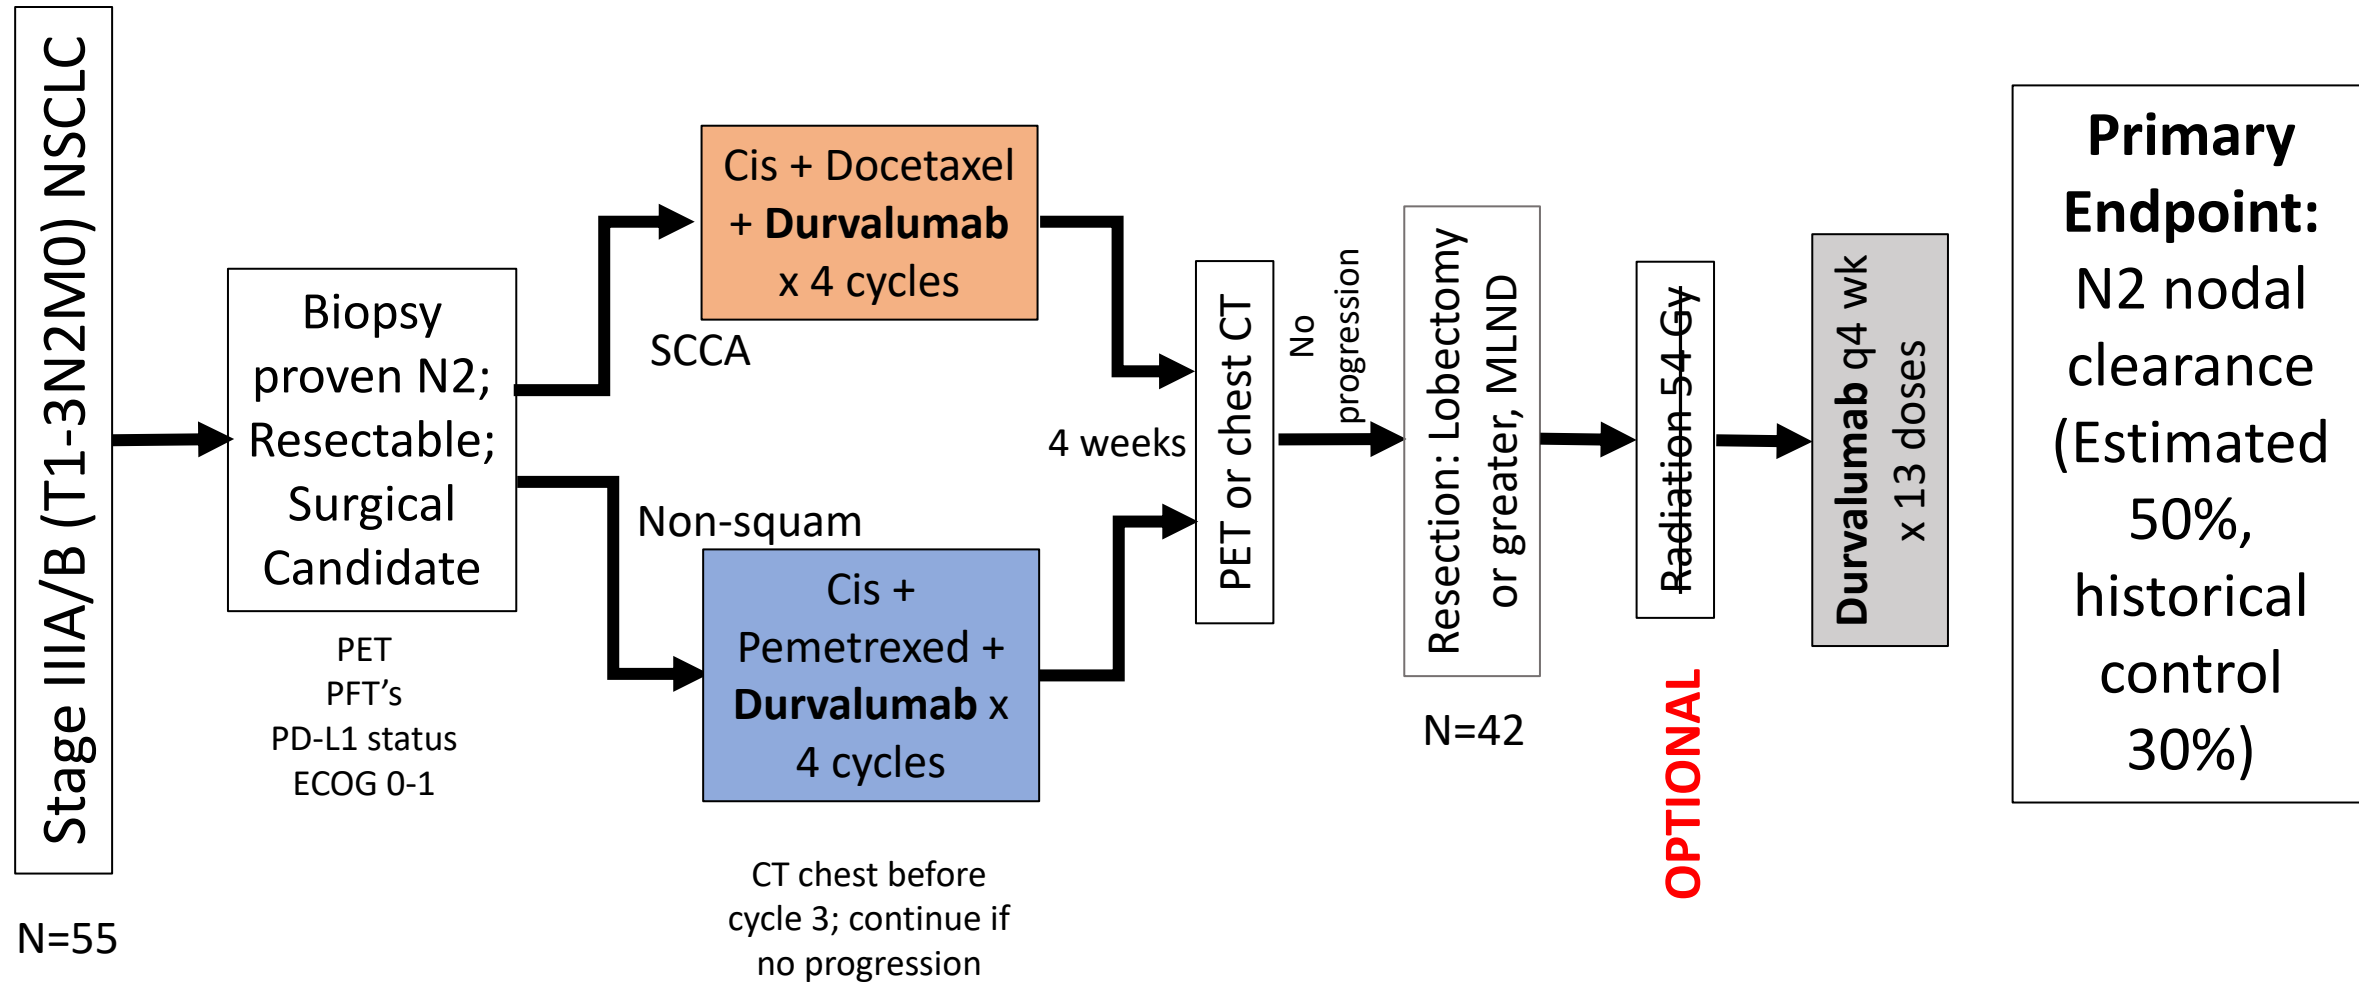 Stage IIIA/B (T1-3N2M0) NSCLC
N=55
Biopsy
proven N2;
Resectable;
Surgical
Candidate
PET
PFT’s
PD-L1 status
ECOG 0-1
SCCA
Cis + Docetaxel
+ Durvalumab
x 4 cycles
Non-squam
Cis +
Pemetrexed +
Durvalumab x
4 cycles
CT chest before
cycle 3; continue if
no progression
4 weeks
PET or chest CT
No
progression
Resection: Lobectomy
or greater, MLND
N=42
Radiation 54 Gy
OPTIONAL
Durvalumab q4 wk
x 13 doses
Primary
Endpoint:
N2 nodal
clearance
(Estimated
50%,
historical
control
30%)